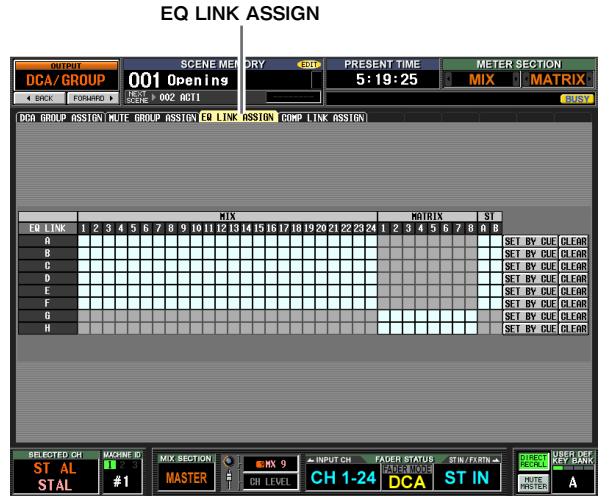 EQ LINK ASSIGN
OUTPUT SCENE MEMORY EDIT PRESENT TIME METER SECTION
DCA/GROUP 001 Opening 5:19:25 MIX MATRIX
BACK FORWARD NEXT SCENE 002 ACT1 BUSY
DCA GROUP ASSIGN MUTE GROUP ASSIGN EQ LINK ASSIGN COMP LINK ASSIGN
MIX MATRIX ST
EQ LINK 1 2 3 4 5 6 7 8 9 10 11 12 13 14 15 16 17 18 19 20 21 22 23 24 1 2 3 4 5 6 7 8 A B
A SET BY CUE CLEAR
B SET BY CUE CLEAR
C SET BY CUE CLEAR
D SET BY CUE CLEAR
E SET BY CUE CLEAR
F SET BY CUE CLEAR
G SET BY CUE CLEAR
H SET BY CUE CLEAR
SELECTED CH MACHINE ID MIX SECTION MX 9 INPUT CH FADER STATUS ST IN/FXRTN DIRECT RECALL USER DEF KEY BANK
ST AL 1 2 3 MASTER CH 1-24 FADER MODE ST IN
STAL #1 CH LEVEL DCA MUTE MASTER A